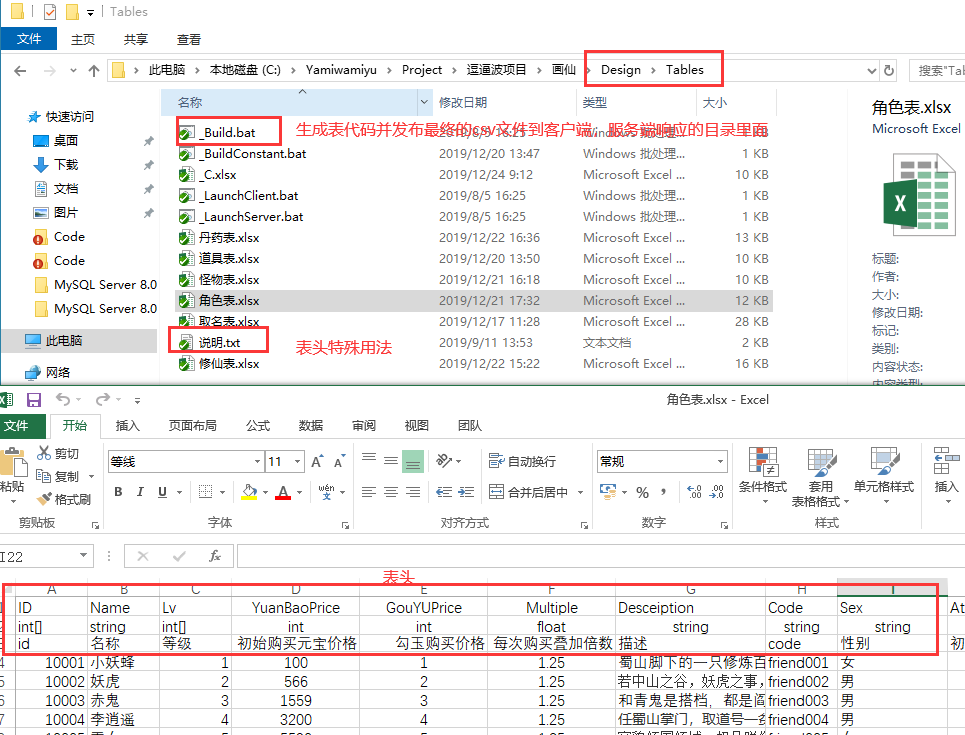 Tables
文件 主页 共享 查看
此电脑 本地磁盘 (C:) Yamiwamiyu Project 逗逼波项目 画仙 Design Tables
搜索"Tab
名称 修改日期 类型 大小
快速访问
桌面
下载
文档
图片
Code
Code
MySQL Server 8.0
MySQL Server 8.0
此电脑
网络
_Build.bat 1 KB
生成表代码并发布最终的csv文件到客户端,服务端响应的目录里面
_BuildConstant.bat 2019/12/20 13:47 Windows 批处理... 1 KB
_C.xlsx 2019/12/24 9:12 Microsoft Excel ... 10 KB
_LaunchClient.bat 2019/8/5 16:25 Windows 批处理... 1 KB
_LaunchServer.bat 2019/8/5 16:25 Windows 批处理... 1 KB
丹药表.xlsx 2019/12/22 16:36 Microsoft Excel ... 13 KB
道具表.xlsx 2019/12/20 13:50 Microsoft Excel ... 10 KB
怪物表.xlsx 2019/12/21 16:18 Microsoft Excel ... 10 KB
角色表.xlsx 2019/12/21 17:32 Microsoft Excel ... 12 KB
取名表.xlsx 2019/12/17 11:28 Microsoft Excel ... 28 KB
说明.txt 2019/9/11 13:53 文本文档 2 KB
表头特殊用法
修仙表.xlsx 2019/12/22 15:22 Microsoft Excel ... 16 KB
角色表.xlsx
Microsoft Excel
标题:
作者:
大小:
修改日期:
标记:
类别:
内容状态:
内容类型:
角色表.xlsx - Excel
文件 开始 插入 页面布局 公式 数据 审阅 视图 团队
粘贴
剪切
复制
格式刷
剪贴板
等线 11
B I U
字体
自动换行
合并后居中
对齐方式
常规
数字
条件格式
套用
表格格式
单元格样式
样式
插入
I22 fx
表头
A B C D E F G H I
ID Name Lv YuanBaoPrice GouYUPrice Multiple Desceiption Code Sex At
int[] string int[] int int float string string string
id 名称 等级 初始购买元宝价格 勾玉购买价格 每次购买叠加倍数 描述 code 性别 初
4 10001 小妖蜂 1 100 1 1.25 蜀山脚下的一只修炼百 friend001 女
5 10002 妖虎 2 566 2 1.25 若中山之谷，妖虎之事， friend002 男
6 10003 赤鬼 3 1559 3 1.25 和青鬼是搭档，都是阎 friend003 男
7 10004 李逍遥 4 3200 4 1.25 任蜀山掌门，取道号一 friend004 男